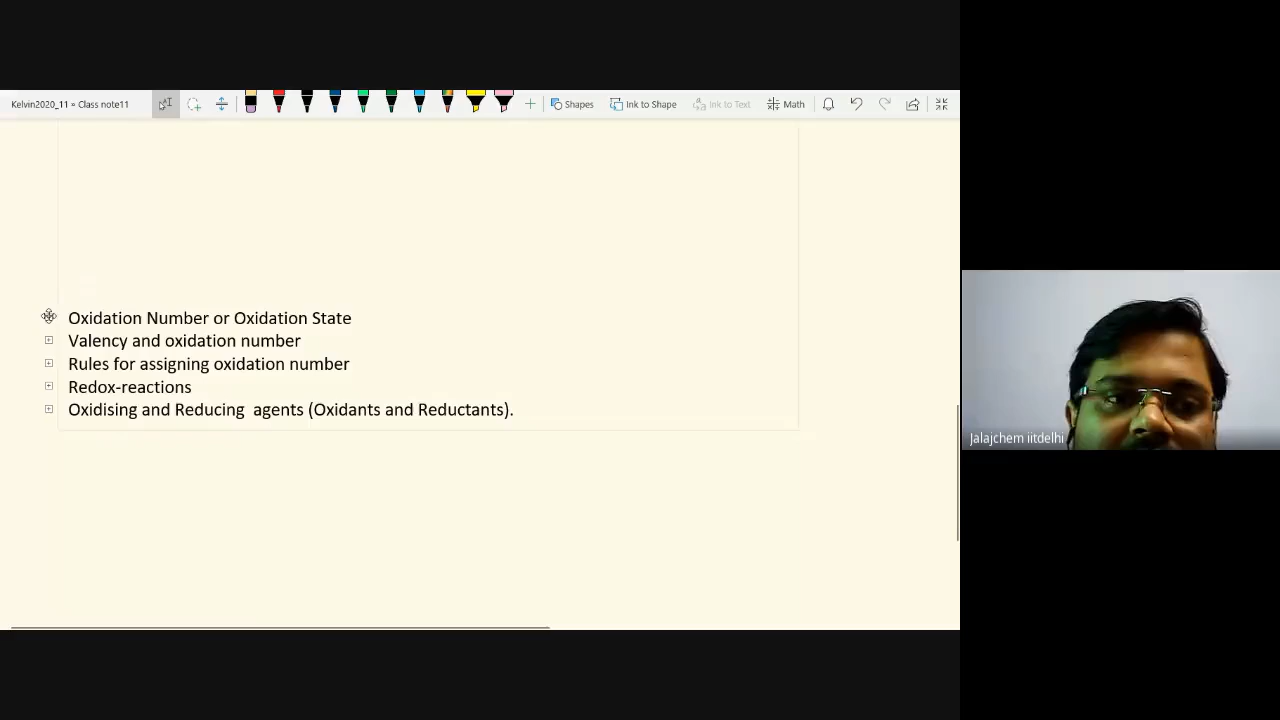 Kelvin2020_11 » Class note11
Shapes
Ink to Shape
Ink to Text
Math
Oxidation Number or Oxidation State
Valency and oxidation number
Rules for assigning oxidation number
Redox-reactions
Oxidising and Reducing  agents (Oxidants and Reductants).
Jalajchem iitdelhi